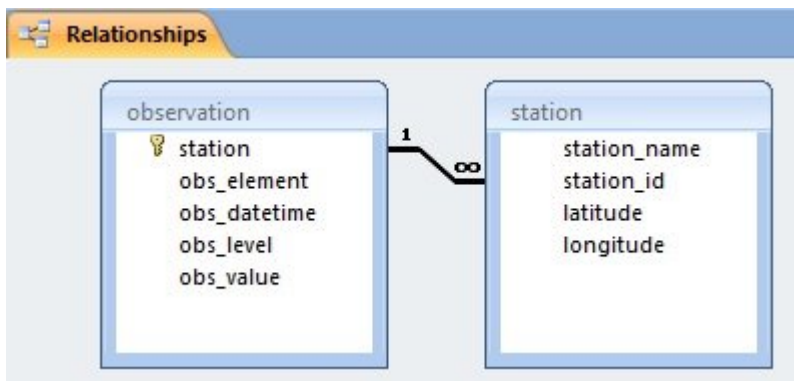 Relationships
observation
station
obs_element
obs_datetime
obs_level
obs_value
1
∞
station
station_name
station_id
latitude
longitude